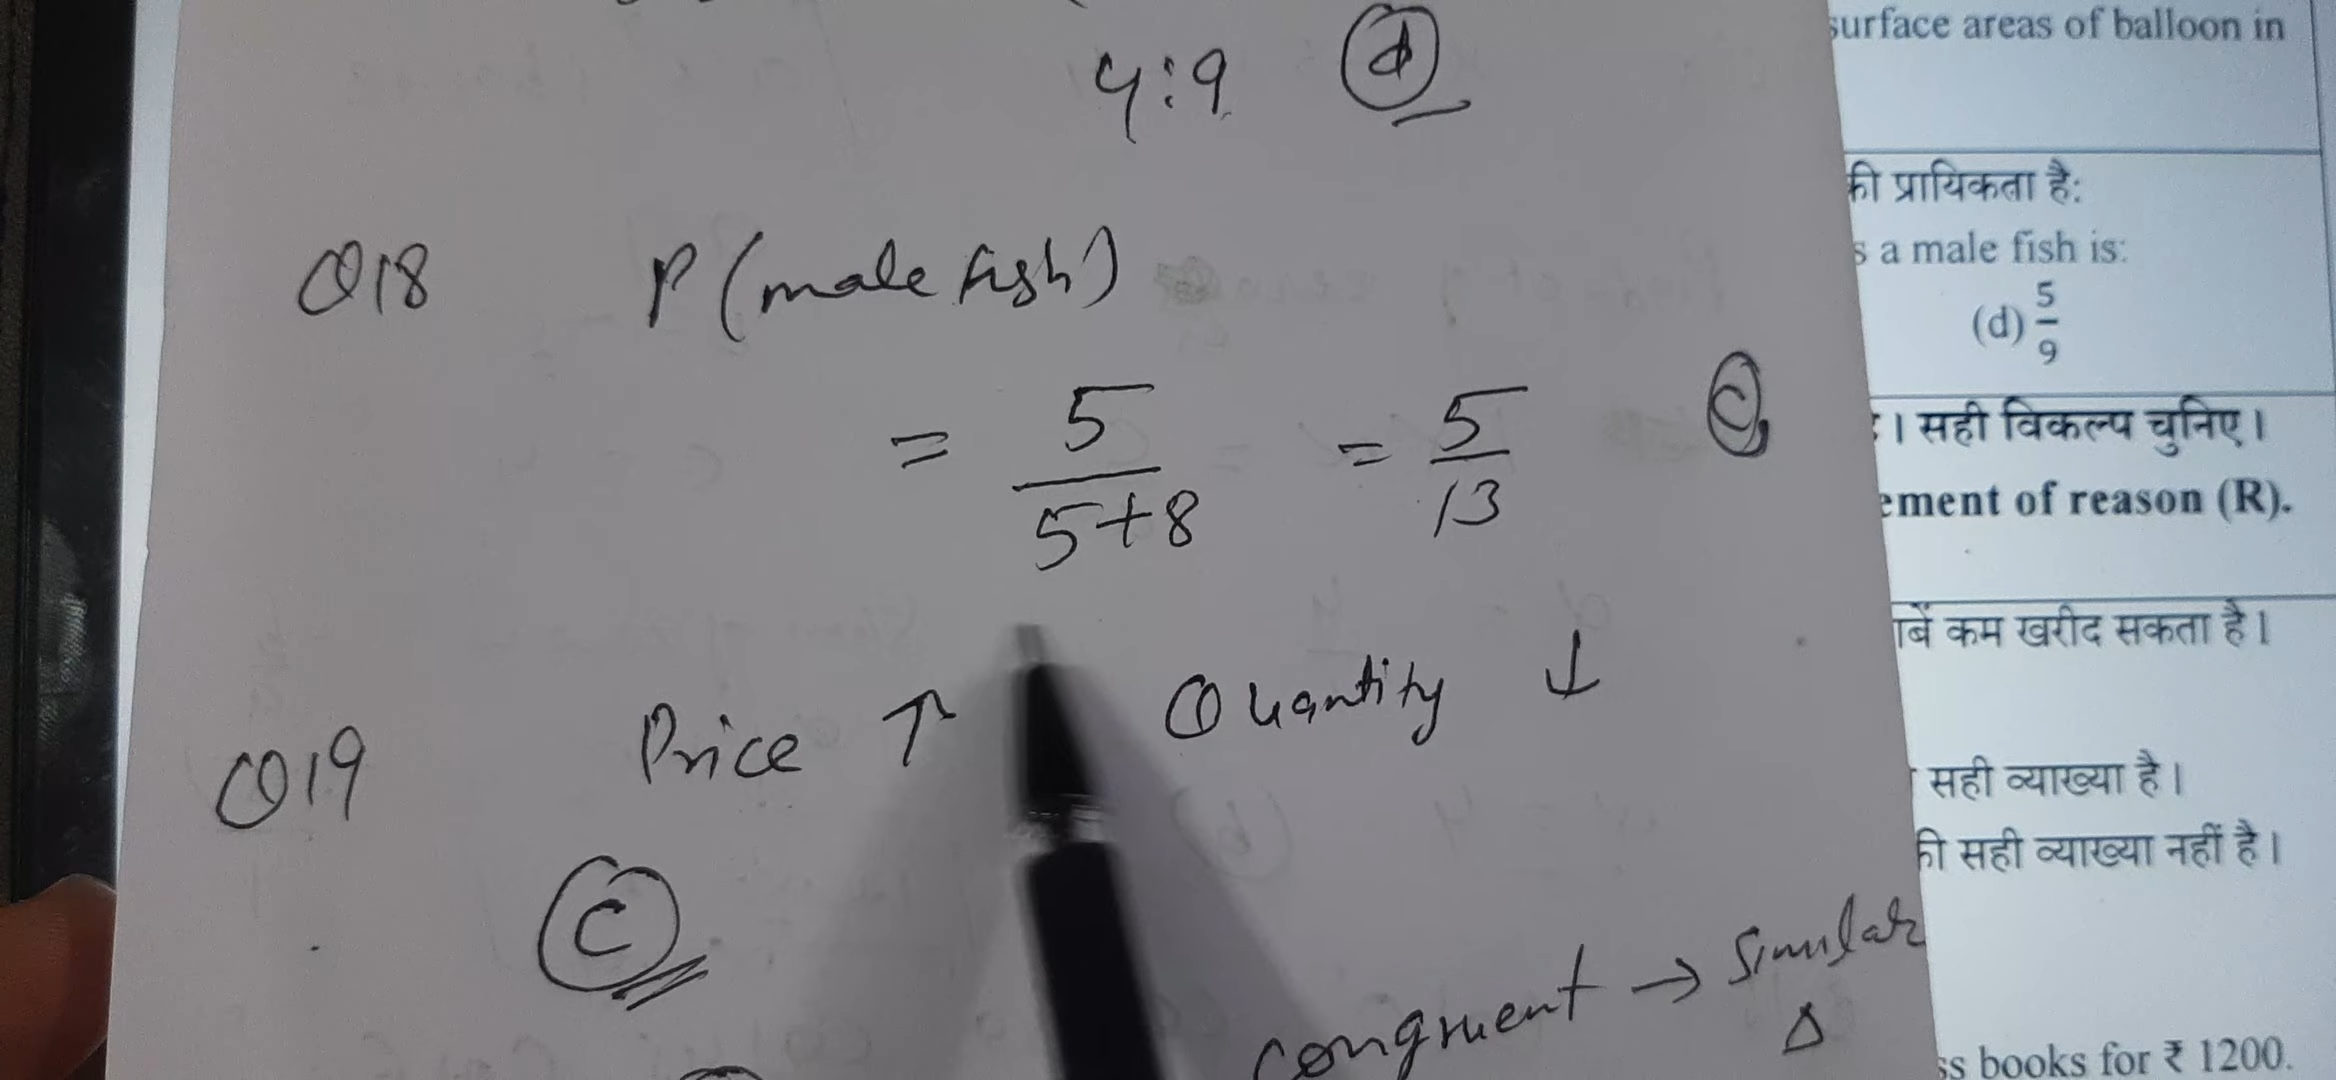 4:9 (d)
surface areas of balloon in
की प्रायिकता है:
Q18 P (male fish)
s a male fish is:
(d) 5/9
= 5/5+8 = 5/13 (c)
। सही विकल्प चुनिए।
ement of reason (R).
बें कम खरीद सकता है।
Q19 Price ↑ Quantity ↓
सही व्याख्या है।
की सही व्याख्या नहीं है।
(c)
congruent → similar
Δ
ss books for ₹ 1200.